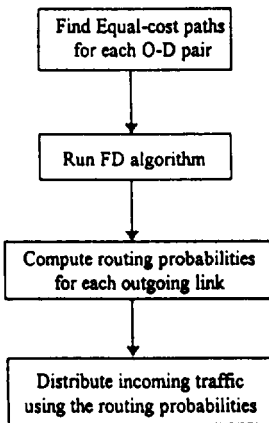 Find Equal-cost paths
for each O-D pair
Run FD algorithm
Compute routing probabilities
for each outgoing link
Distribute incoming traffic
using the routing probabilities